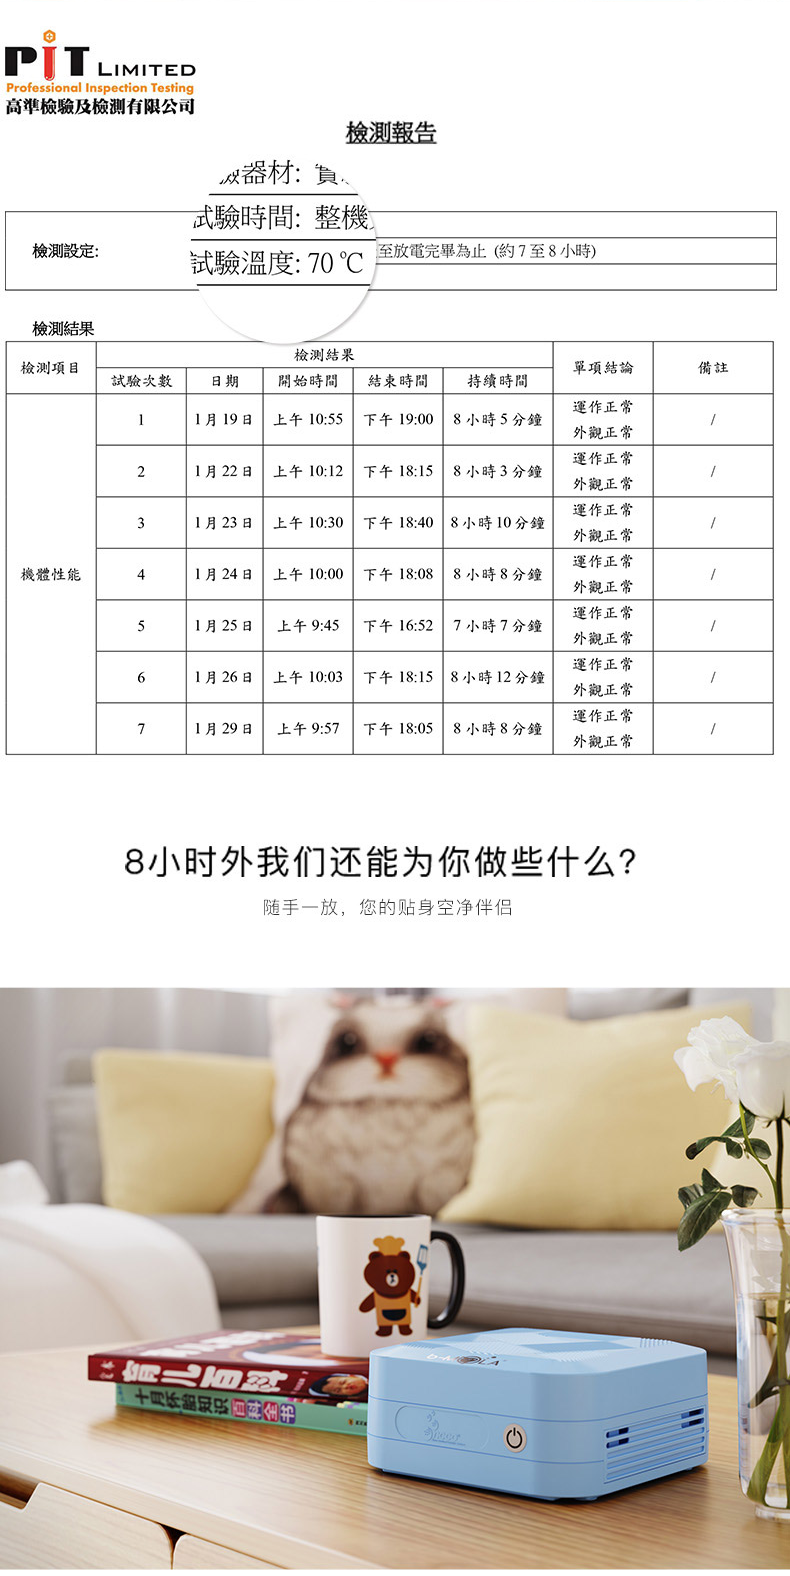 PiT LIMITED
Professional Inspection Testing
高準檢驗及檢測有限公司
檢測報告
驗器材:
試驗時間: 整機
檢測設定:
至放電完畢為止 (約 7 至 8 小時)
試驗溫度: 70 ℃
檢測結果
檢測項目 檢測結果 單項結論 備註
試驗次數 日期 開始時間 結束時間 持續時間
機體性能
1 1 月 19 日 上午 10:55 下午 19:00 8 小時 5 分鐘 運作正常 /
外觀正常
2 1 月 22 日 上午 10:12 下午 18:15 8 小時 3 分鐘 運作正常 /
外觀正常
3 1 月 23 日 上午 10:30 下午 18:40 8 小時 10 分鐘 運作正常 /
外觀正常
4 1 月 24 日 上午 10:00 下午 18:08 8 小時 8 分鐘 運作正常 /
外觀正常
5 1 月 25 日 上午 9:45 下午 16:52 7 小時 7 分鐘 運作正常 /
外觀正常
6 1 月 26 日 上午 10:03 下午 18:15 8 小時 12 分鐘 運作正常 /
外觀正常
7 1 月 29 日 上午 9:57 下午 18:05 8 小時 8 分鐘 運作正常 /
外觀正常
8小时外我们还能为你做些什么?
随手一放，您的贴身空净伴侣
育儿百科
十月怀胎知识百科全书